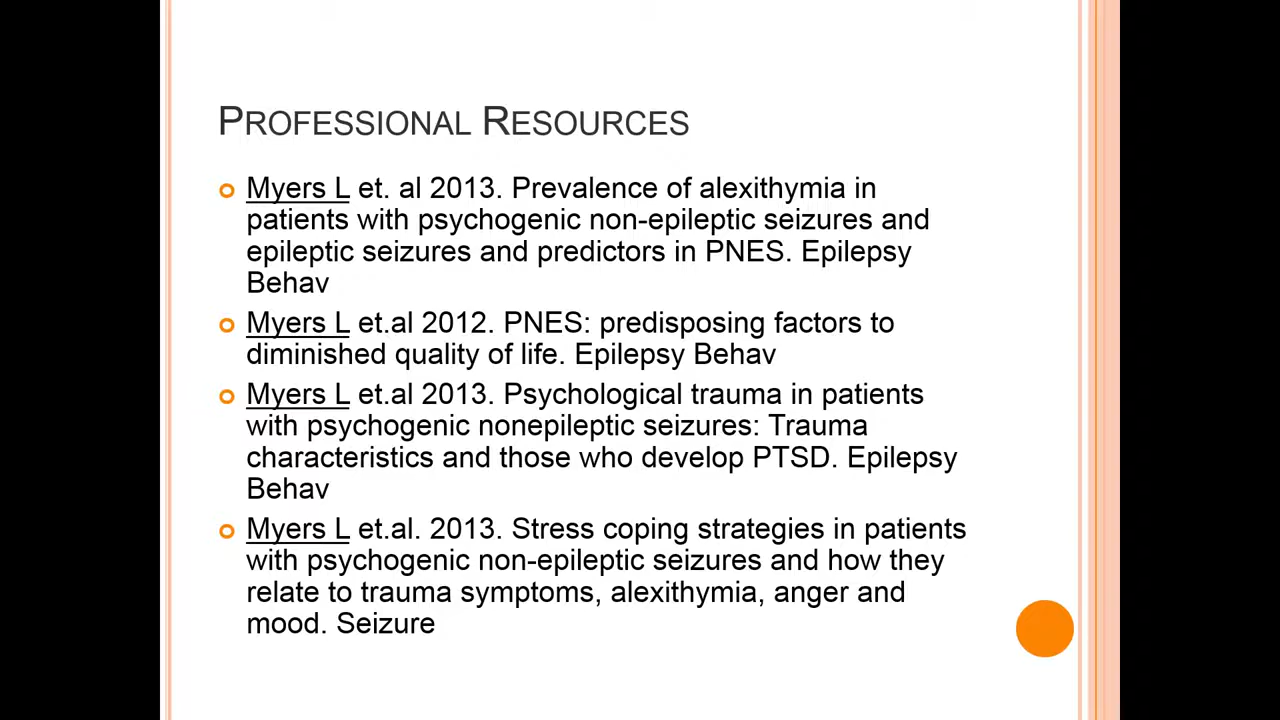 Professional Resources
Myers L et. al 2013. Prevalence of alexithymia in
patients with psychogenic non-epileptic seizures and
epileptic seizures and predictors in PNES. Epilepsy
Behav
Myers L et.al 2012. PNES: predisposing factors to
diminished quality of life. Epilepsy Behav
Myers L et.al 2013. Psychological trauma in patients
with psychogenic nonepileptic seizures: Trauma
characteristics and those who develop PTSD. Epilepsy
Behav
Myers L et.al. 2013. Stress coping strategies in patients
with psychogenic non-epileptic seizures and how they
relate to trauma symptoms, alexithymia, anger and
mood. Seizure